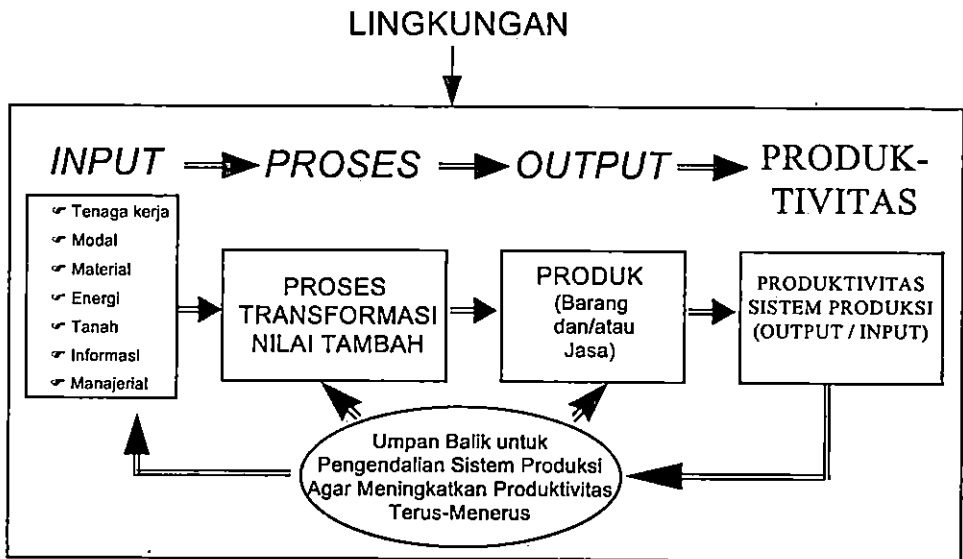 LINGKUNGAN
INPUT PROSES OUTPUT PRODUK-
TIVITAS
Tenaga kerja
Modal
Material
Energi
Tanah
Informasi
Manajerial
PROSES
TRANSFORMASI
NILAI TAMBAH
PRODUK
(Barang
dan/atau
Jasa)
PRODUKTIVITAS
SISTEM PRODUKSI
(OUTPUT / INPUT)
Umpan Balik untuk
Pengendalian Sistem Produksi
Agar Meningkatkan Produktivitas
Terus-Menerus